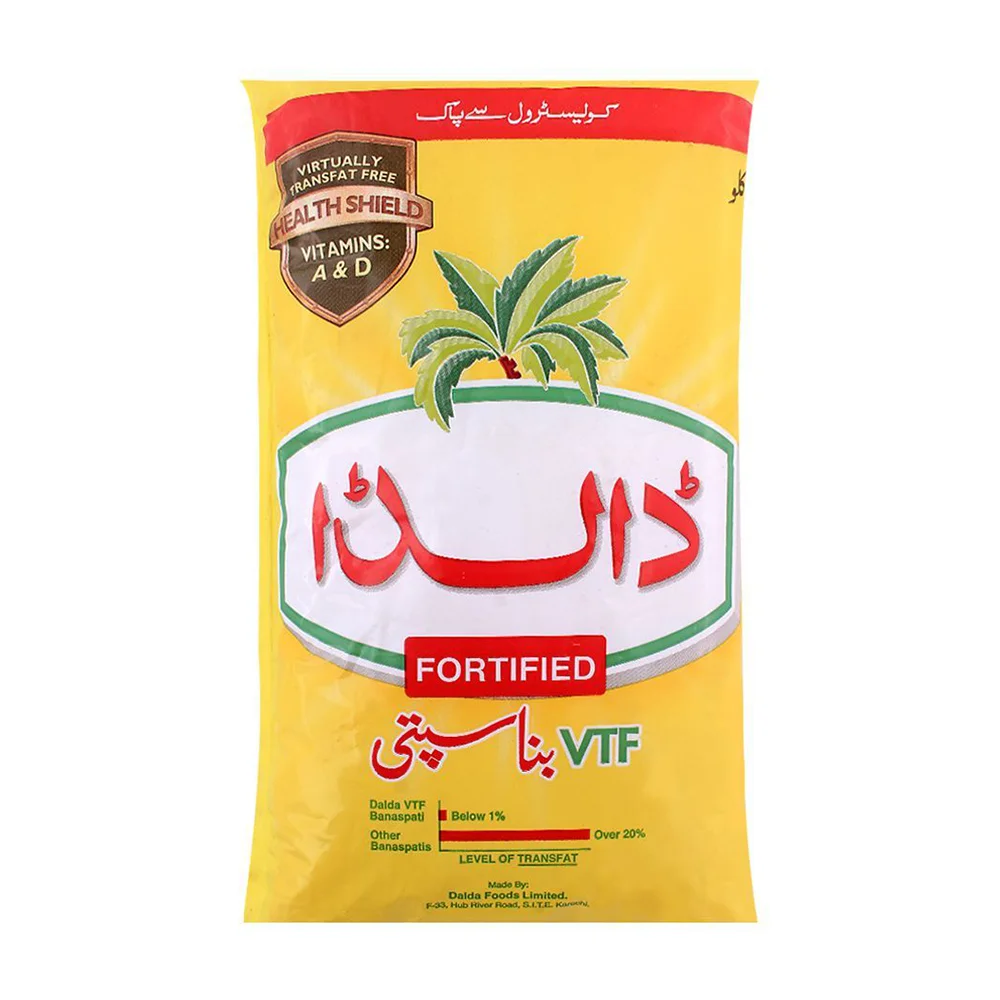 کولیسٹرول سے پاک
VIRTUALLY
TRANSFAT FREE
HEALTH SHIELD
VITAMINS:
A & D
کلو
ڈالڈا
FORTIFIED
VTF بناسپتی
Dalda VTF
Banaspati
Below 1%
Other
Banaspatis
Over 20%
LEVEL OF TRANSFAT
Made By:
Dalda Foods Limited.
F-33, Hub River Road, S.I.T.E. Karachi.